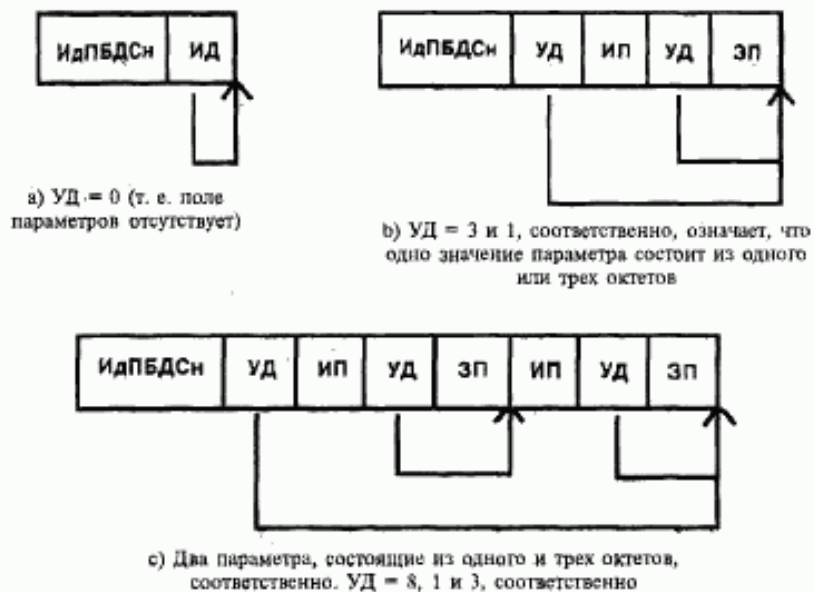 ИдПБДСн ИД
ИдПБДСн УД ИП УД ЗП
а) УД = 0 (т. е. поле
параметров отсутствует)
b) УД = 3 и 1, соответственно, означает, что
одно значение параметра состоит из одного
или трех октетов
ИдПБДСн УД ИП УД ЗП ИП УД ЗП
с) Два параметра, состоящие из одного и трех октетов,
соответственно. УД = 8, 1 и 3, соответственно